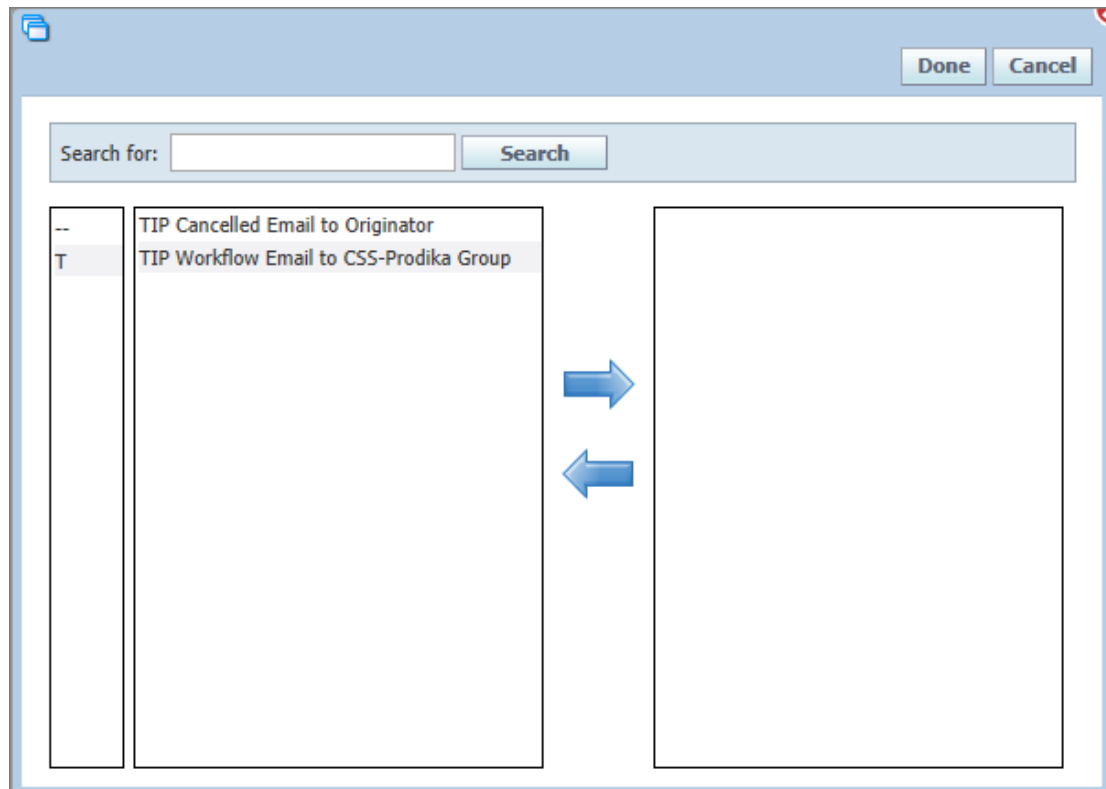 Done Cancel
Search for: Search
-- TIP Cancelled Email to Originator
T TIP Workflow Email to CSS-Prodika Group